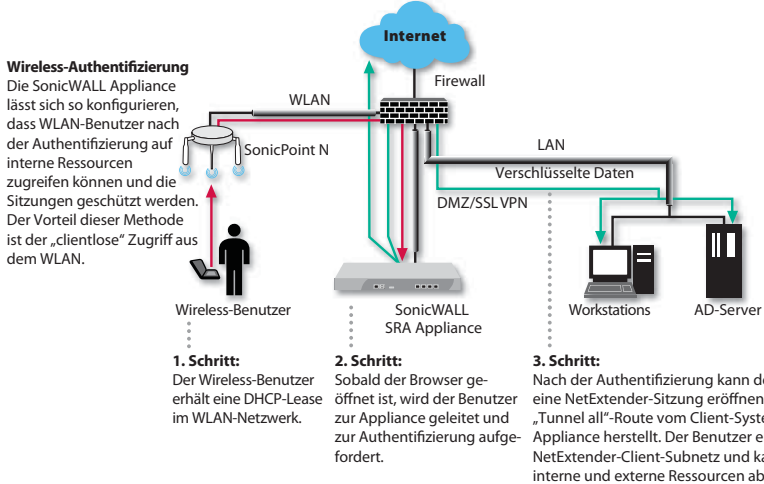 Internet
Wireless-Authentifizierung
Die SonicWALL Appliance
lässt sich so konfigurieren,
dass WLAN-Benutzer nach
der Authentifizierung auf
interne Ressourcen
zugreifen können und die
Sitzungen geschützt werden.
Der Vorteil dieser Methode
ist der „clientlose“ Zugriff aus
dem WLAN.
Firewall
WLAN
SonicPoint N
LAN
Verschlüsselte Daten
DMZ/SSL VPN
Wireless-Benutzer
SonicWALL
SRA Appliance
Workstations
AD-Server
1. Schritt:
Der Wireless-Benutzer
erhält eine DHCP-Lease
im WLAN-Netzwerk.
2. Schritt:
Sobald der Browser ge-
öffnet ist, wird der Benutzer
zur Appliance geleitet und
zur Authentifizierung aufge-
fordert.
3. Schritt:
Nach der Authentifizierung kann
eine NetExtender-Sitzung eröffnen
„Tunnel all“-Route vom
Appliance herstellt. Der Benutzer
NetExtender-Client-Subnetz und
interne und externe Ressourcen